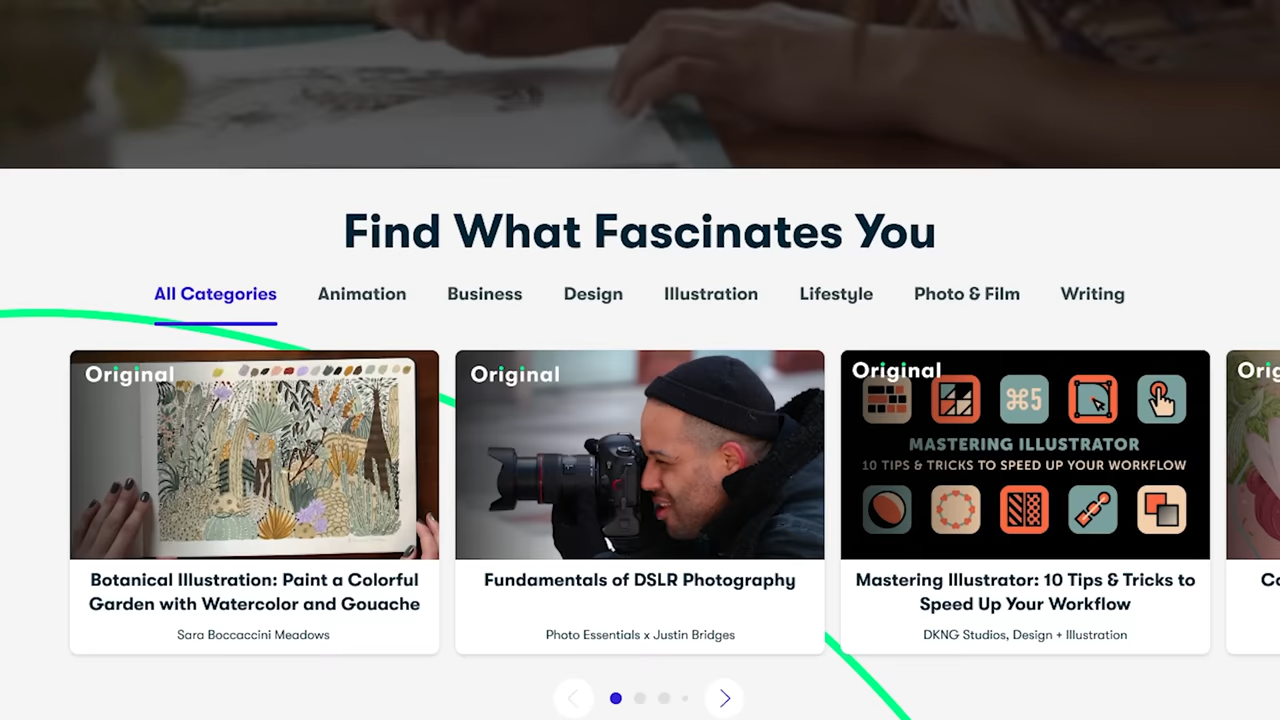 Find What Fascinates You
All Categories Animation Business Design Illustration Lifestyle Photo & Film Writing
Original
Original
Original
⌘5
MASTERING ILLUSTRATOR
10 TIPS & TRICKS TO SPEED UP YOUR WORKFLOW
Botanical Illustration: Paint a Colorful
Garden with Watercolor and Gouache
Sara Boccaccini Meadows
Fundamentals of DSLR Photography
Photo Essentials x Justin Bridges
Mastering Illustrator: 10 Tips & Tricks to
Speed Up Your Workflow
DKNG Studios, Design + Illustration